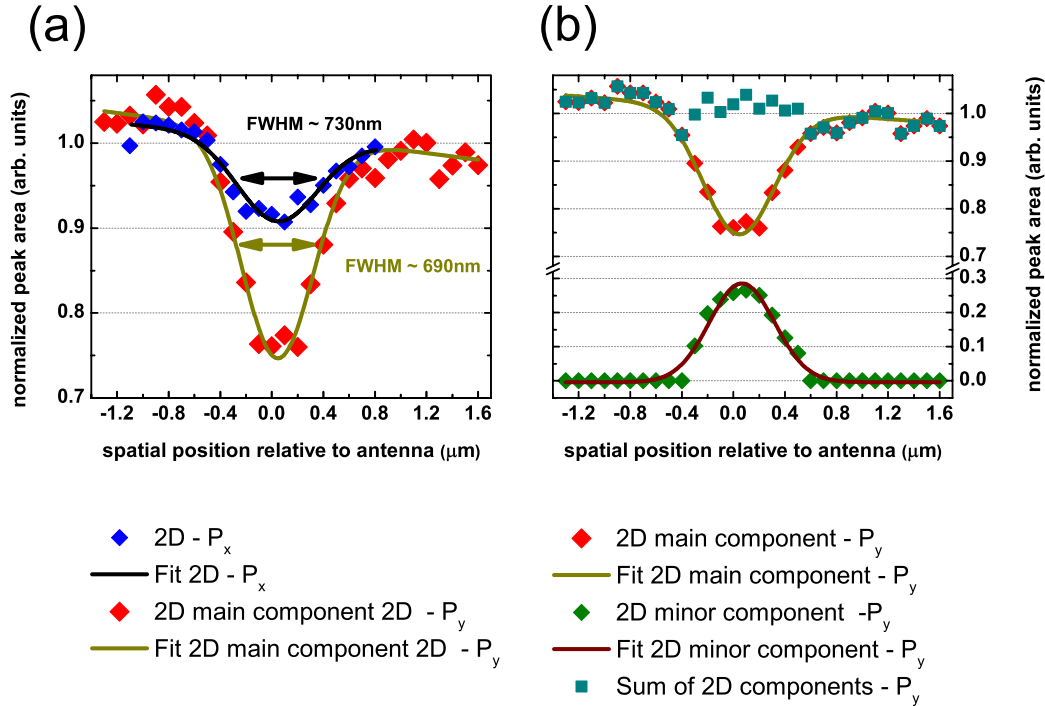 (a)
(b)
normalized peak area (arb. units)
1.0
0.9
0.8
0.7
FWHM ~ 730nm
FWHM ~ 690nm
-1.2 -0.8 -0.4 0.0 0.4 0.8 1.2 1.6
spatial position relative to antenna (μm)
1.0
0.9
0.8
0.7
0.3
0.2
0.1
0.0
normalized peak area (arb. units)
-1.2 -0.8 -0.4 0.0 0.4 0.8 1.2 1.6
spatial position relative to antenna (μm)
2D - Px
Fit 2D - Px
2D main component 2D - Py
Fit 2D main component 2D - Py
2D main component - Py
Fit 2D main component - Py
2D minor component -Py
Fit 2D minor component - Py
Sum of 2D components - Py